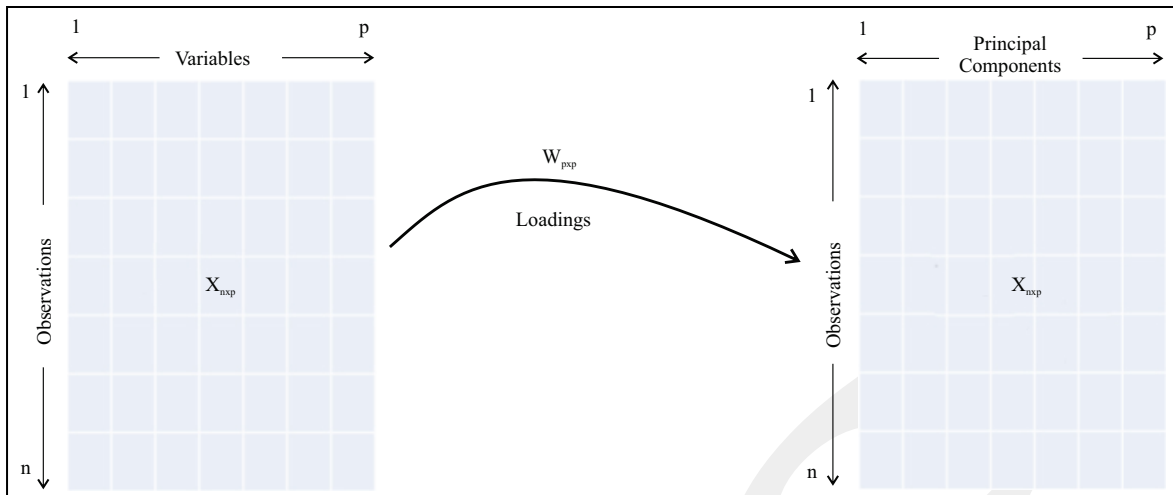 1 p
Variables
1
Observations
n
X_nxp
W_pxp
Loadings
1 p
Principal
Components
1
Observations
n
X_nxp